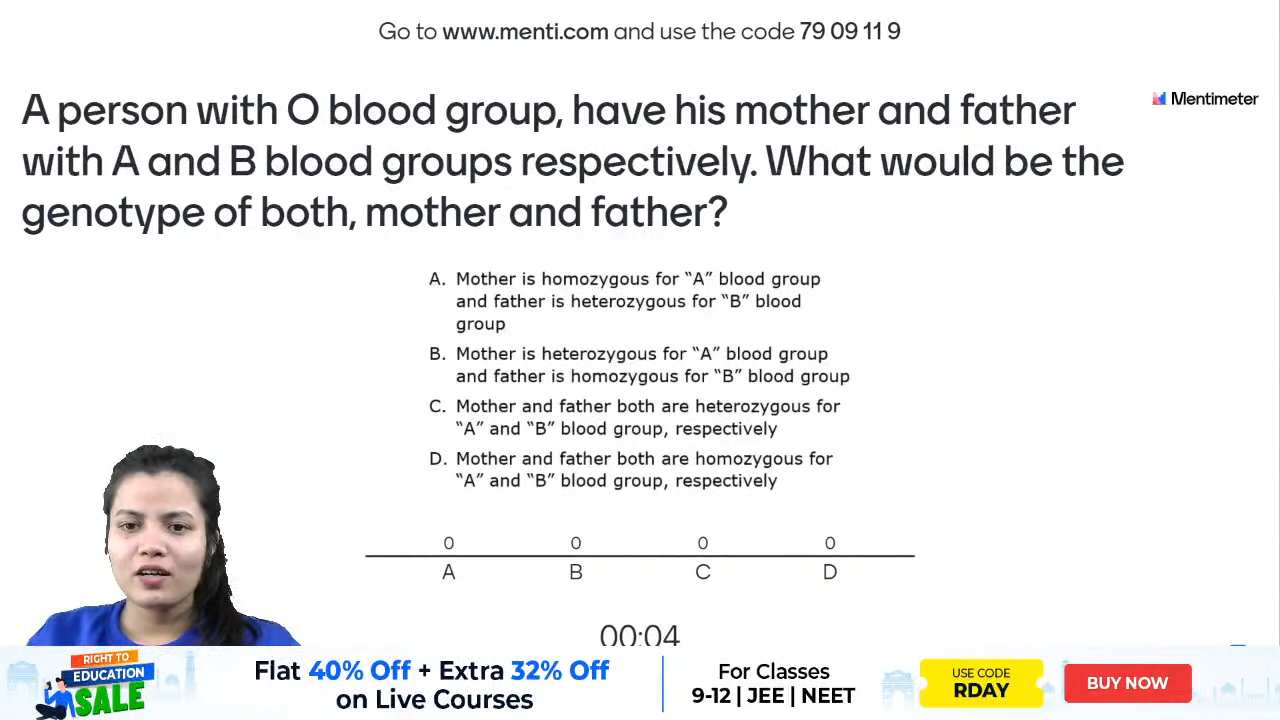 Go to www.menti.com and use the code 79 09 11 9
Mentimeter
A person with O blood group, have his mother and father
with A and B blood groups respectively. What would be the
genotype of both, mother and father?
A. Mother is homozygous for “A” blood group
and father is heterozygous for “B” blood
group
B. Mother is heterozygous for “A” blood group
and father is homozygous for “B” blood group
C. Mother and father both are heterozygous for
“A” and “B” blood group, respectively
D. Mother and father both are homozygous for
“A” and “B” blood group, respectively
0 0 0 0
A B C D
00:04
RIGHT TO
EDUCATION
SALE
Flat 40% Off + Extra 32% Off
on Live Courses
For Classes
9-12 | JEE | NEET
USE CODE
RDAY
BUY NOW